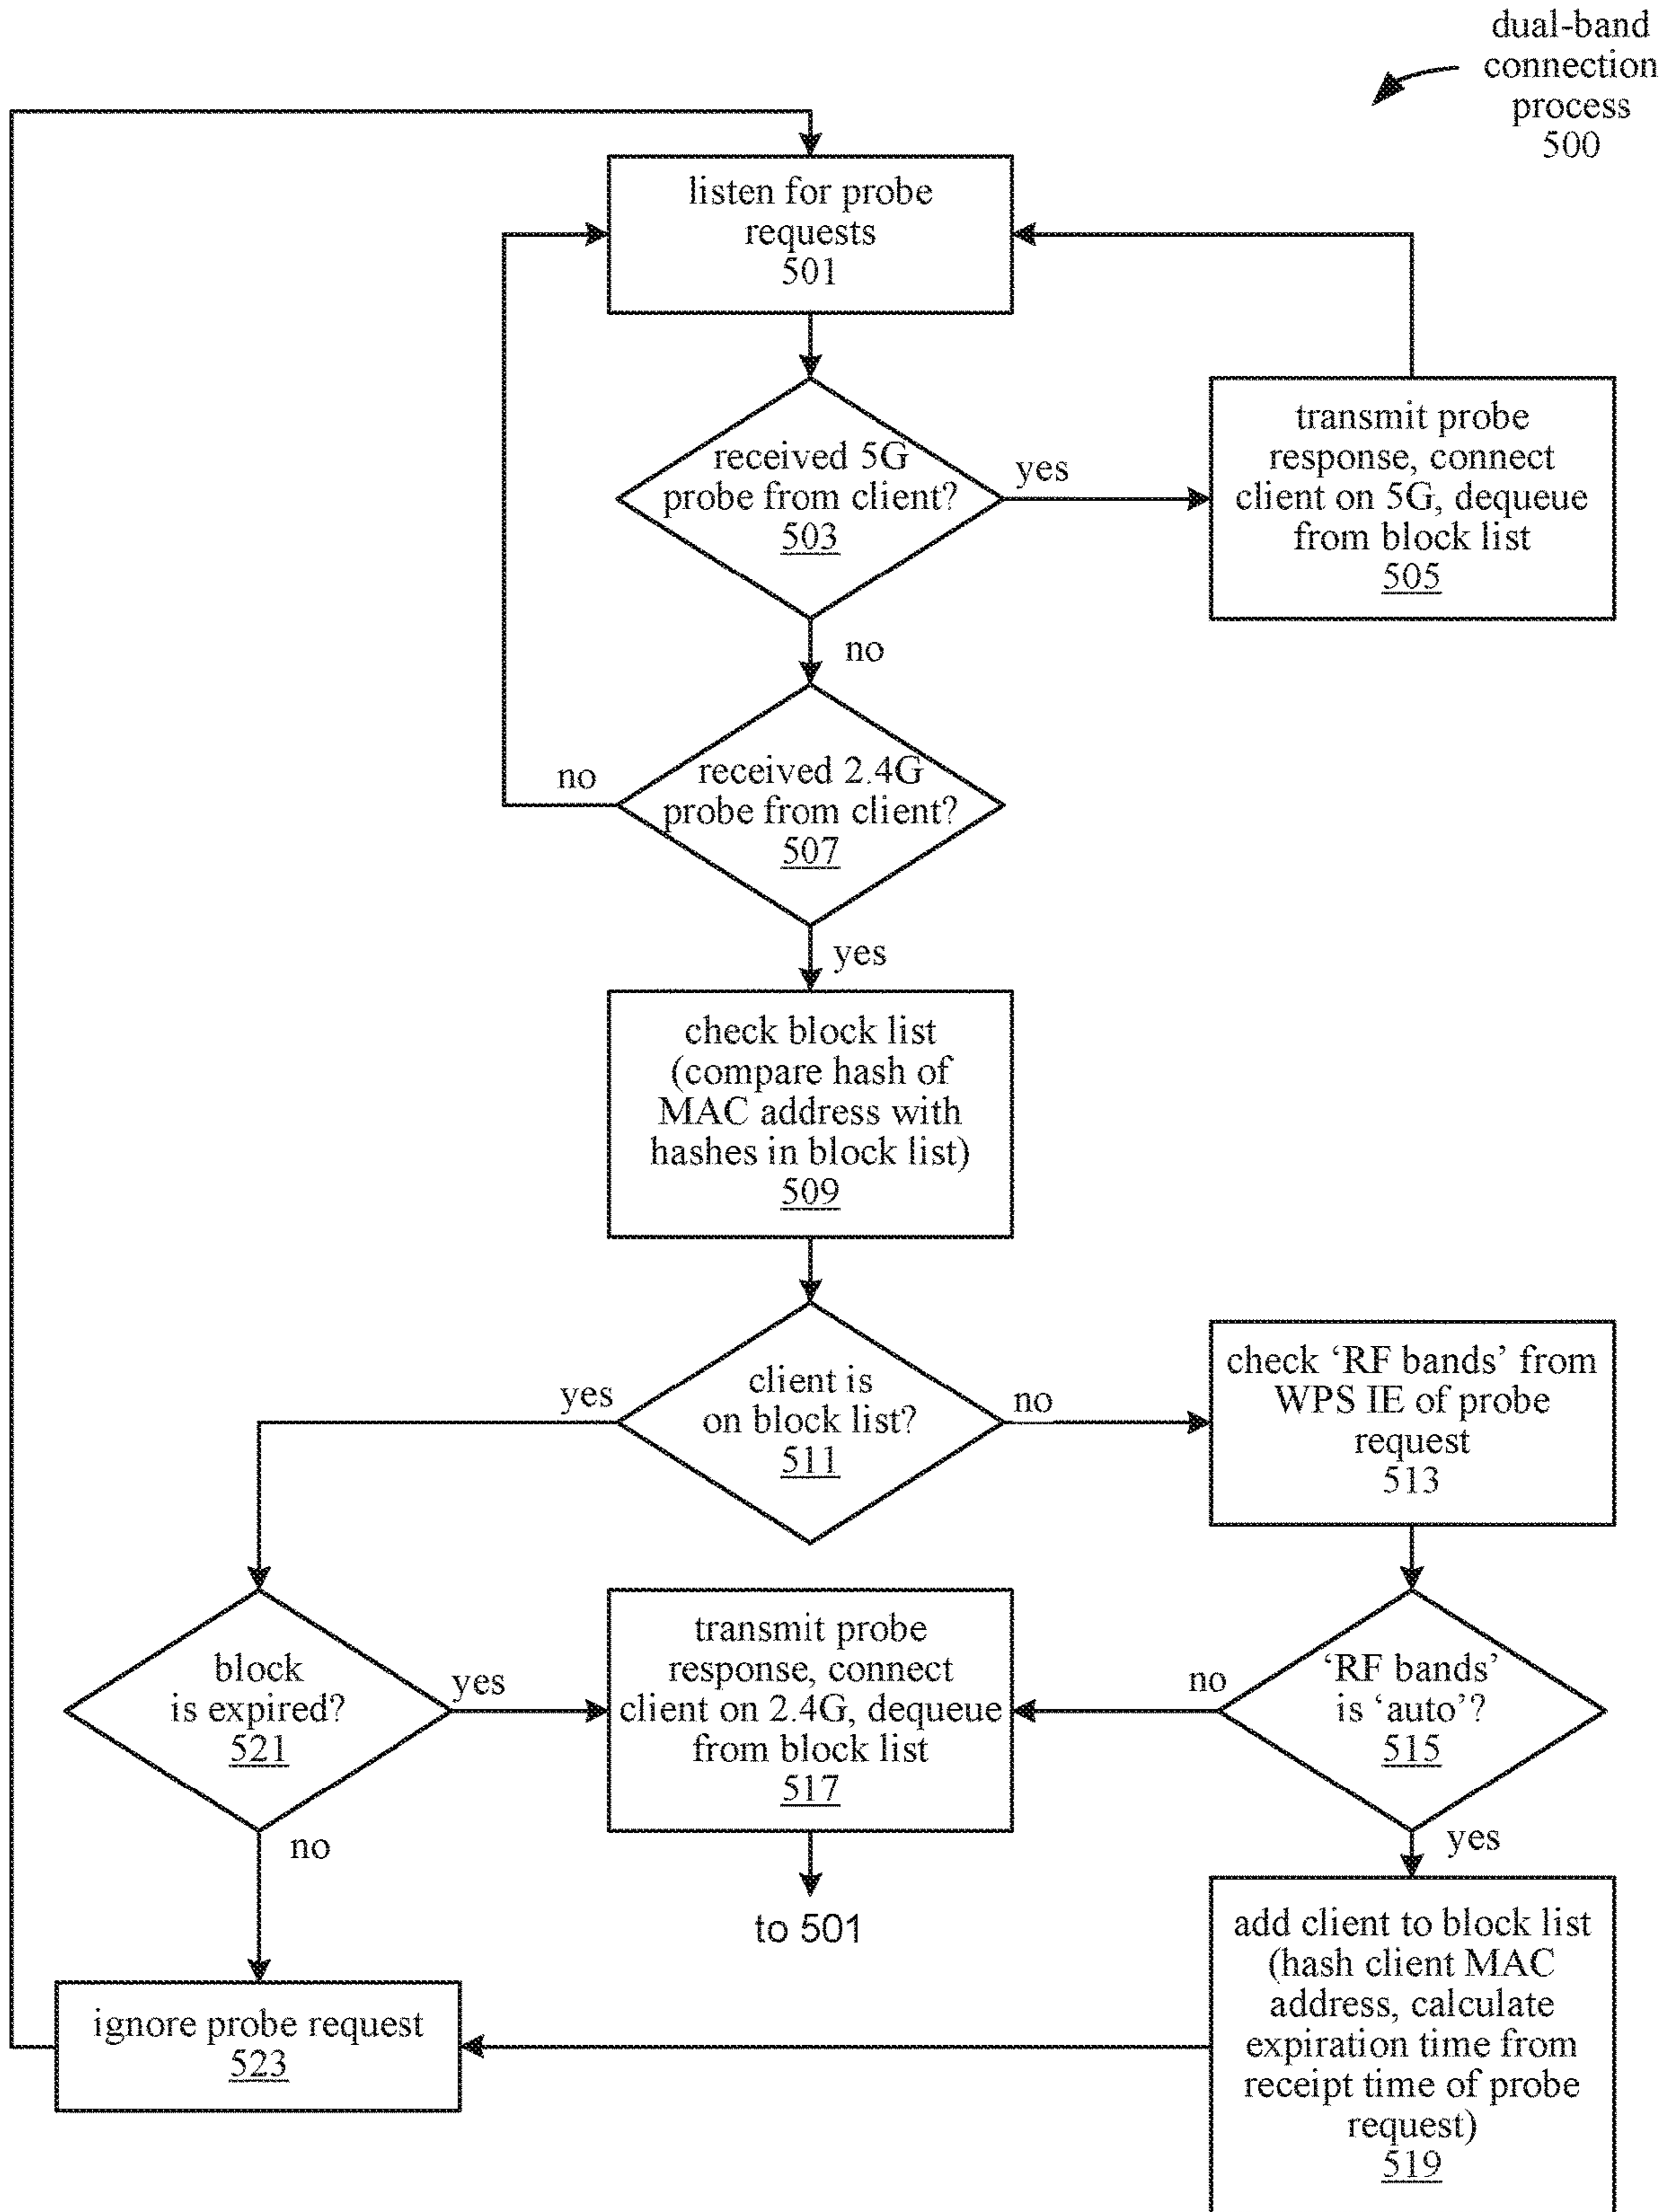 dual-band
connection
process
500
listen for probe
requests
501
received 5G
probe from client?
503
yes
transmit probe
response, connect
client on 5G, dequeue
from block list
505
no
received 2.4G
probe from client?
507
no
yes
check block list
(compare hash of
MAC address with
hashes in block list)
509
client is
on block list?
511
yes
no
check ‘RF bands’ from
WPS IE of probe
request
513
block
is expired?
521
yes
transmit probe
response, connect
client on 2.4G, dequeue
from block list
517
no
‘RF bands’
is ‘auto’?
515
no
yes
to 501
ignore probe request
523
add client to block list
(hash client MAC
address, calculate
expiration time from
receipt time of probe
request)
519